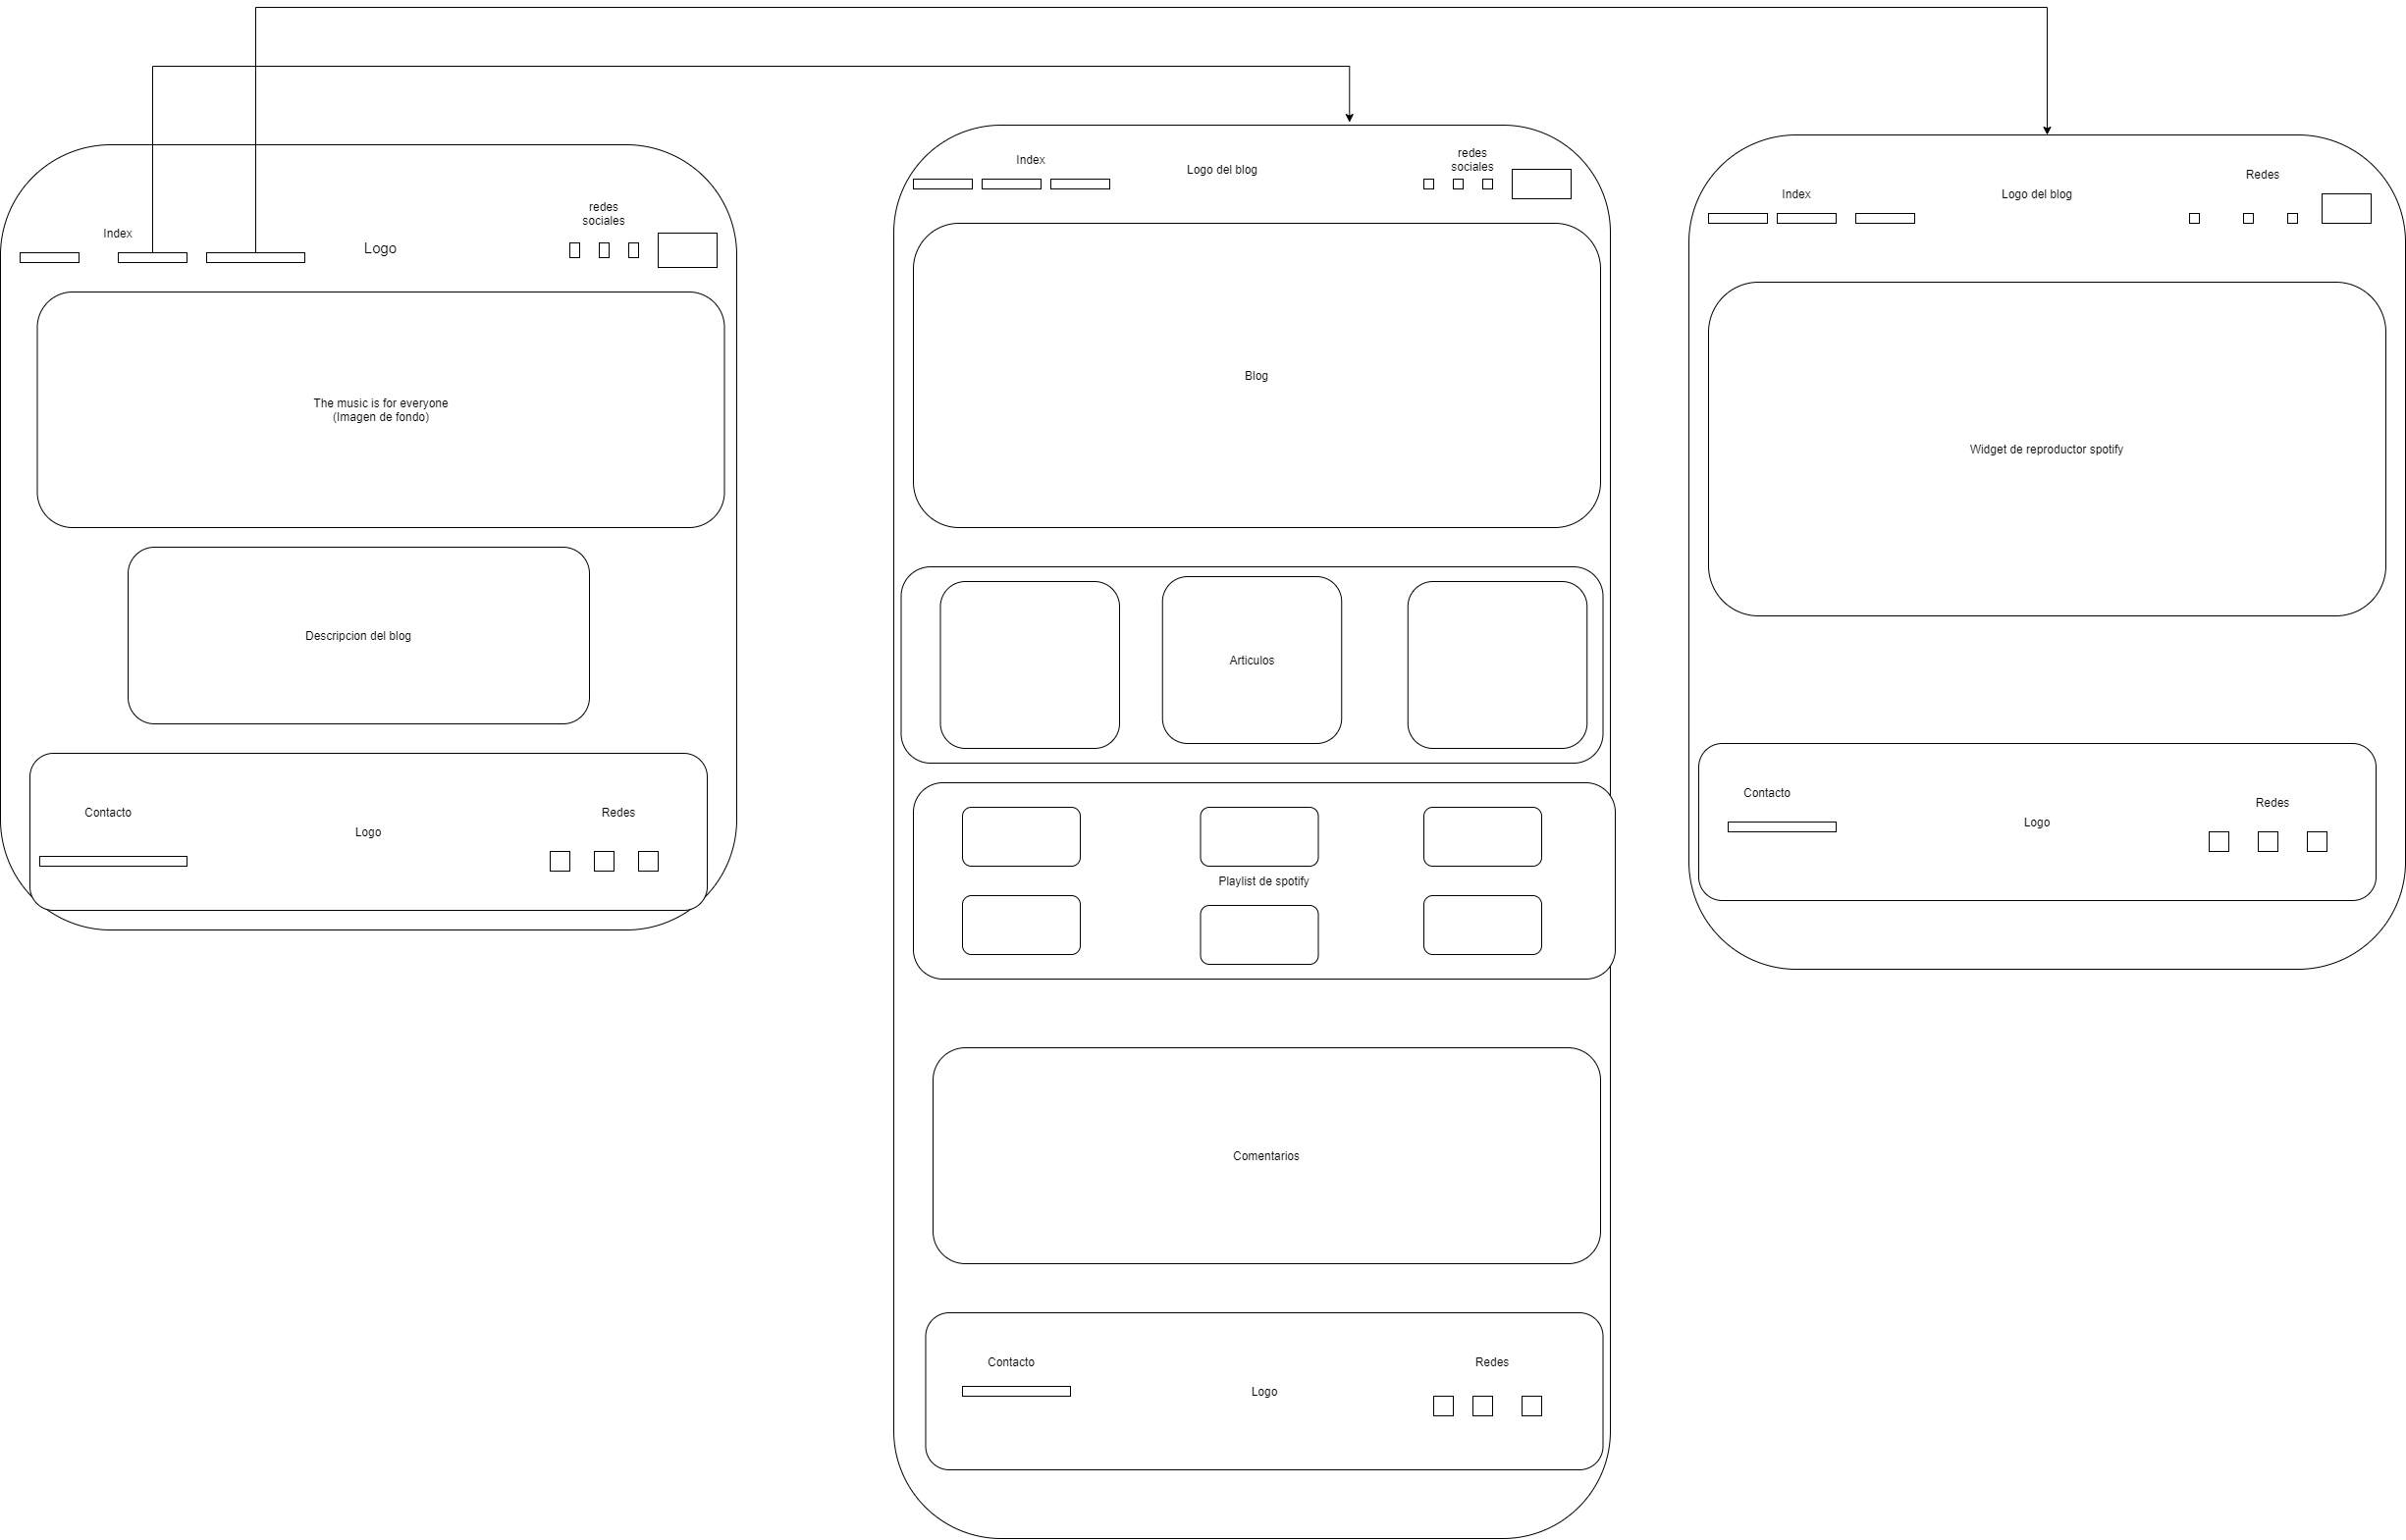 Index
Logo
redes
sociales
The music is for everyone
(Imagen de fondo)
Descripcion del blog
Contacto
Logo
Redes
Index
Logo del blog
redes
sociales
Blog
Articulos
Playlist de spotify
Comentarios
Contacto
Logo
Redes
Index
Logo del blog
Redes
Widget de reproductor spotify
Contacto
Logo
Redes